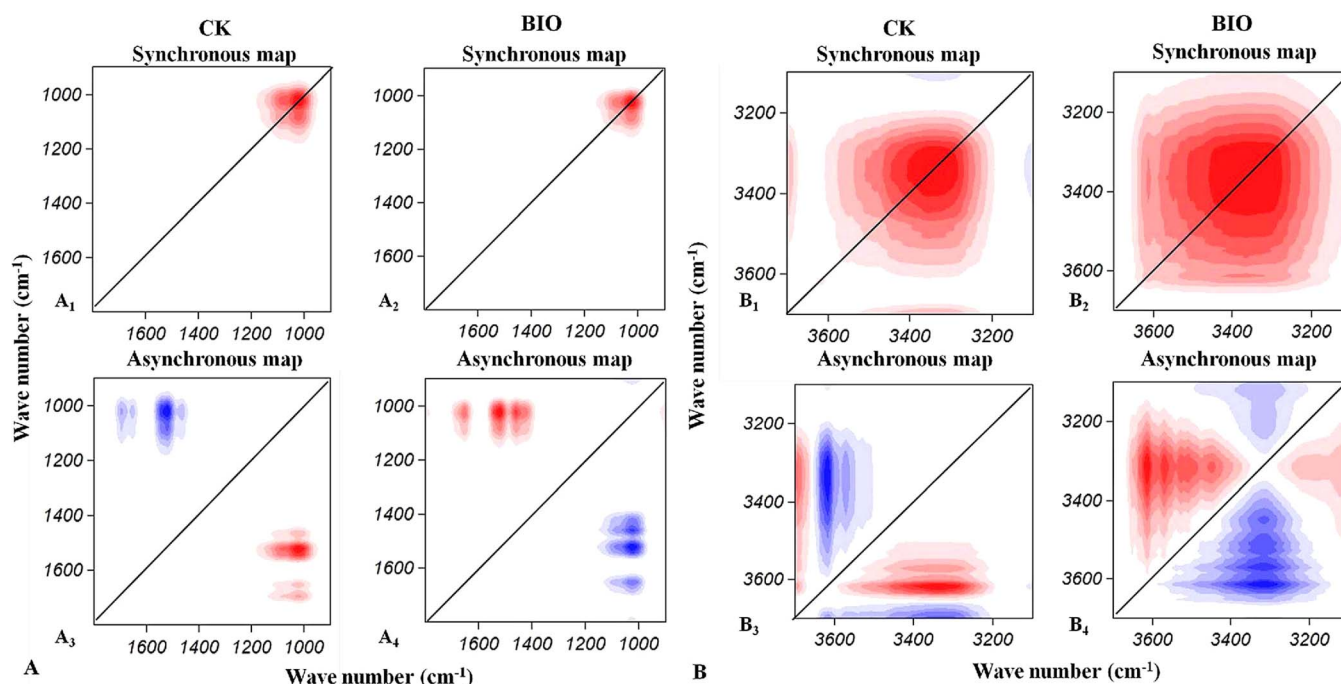 CK
BIO
Synchronous map
Synchronous map
1000
1200
1400
1600
A1
1600 1400 1200 1000
1000
1200
1400
1600
A2
1600 1400 1200 1000
Asynchronous map
Asynchronous map
1000
1200
1400
1600
A3
1600 1400 1200 1000
1000
1200
1400
1600
A4
1600 1400 1200 1000
Wave number (cm-1)
Wave number (cm-1)
A
CK
BIO
Synchronous map
Synchronous map
3200
3400
3600
B1
3600 3400 3200
3200
3400
3600
B2
3600 3400 3200
Asynchronous map
Asynchronous map
3200
3400
3600
B3
3600 3400 3200
3200
3400
3600
B4
3600 3400 3200
Wave number (cm-1)
Wave number (cm-1)
B